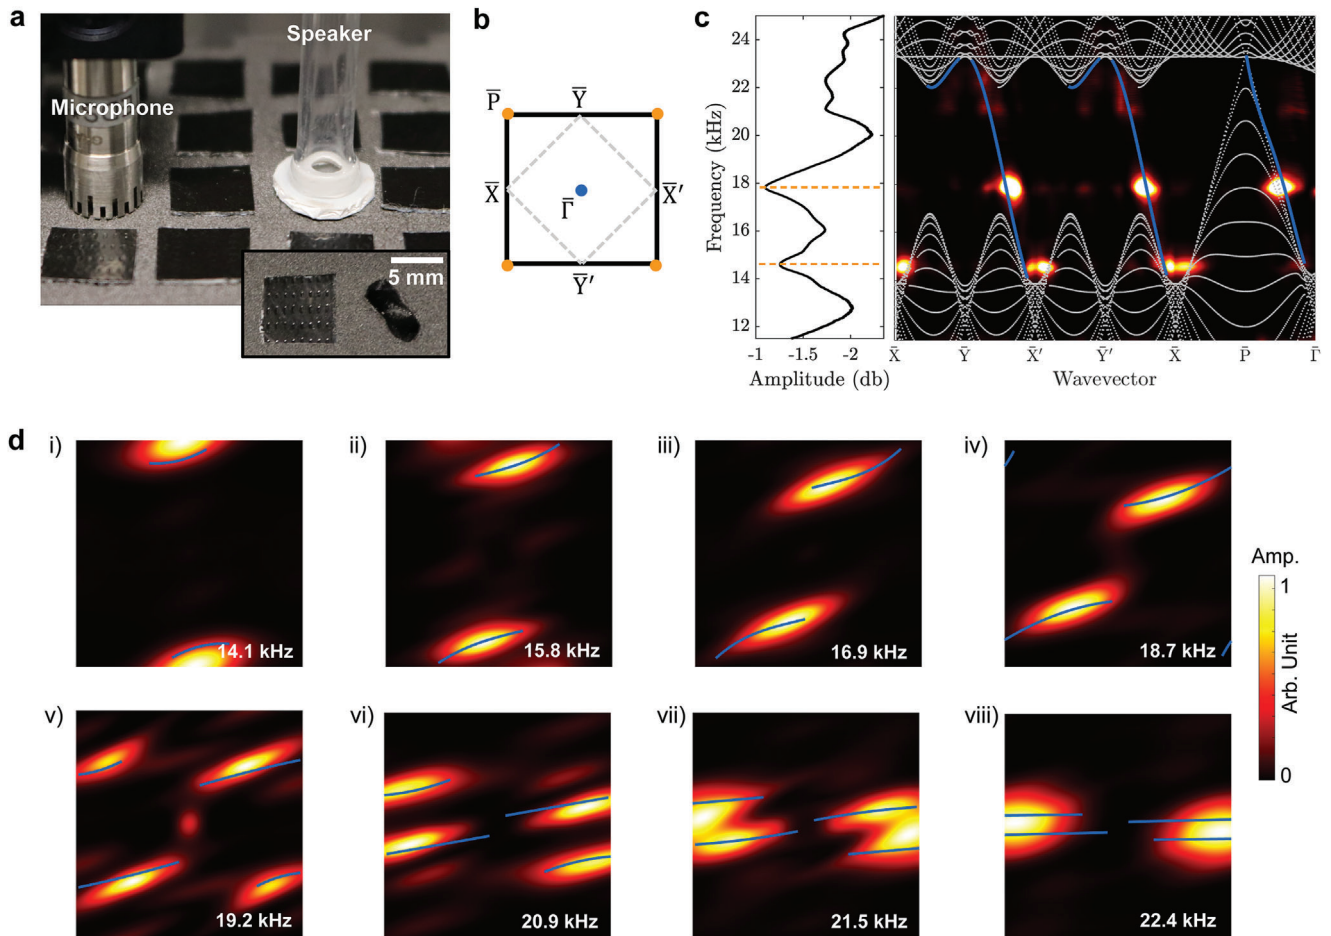 a
Speaker
Microphone
5 mm
b
P̅
Y̅
X̅
Γ̅
X̅′
Y̅′
c
Frequency (kHz)
24
22
20
18
16
14
12
-1
-1.5
-2
Amplitude (db)
X̅
Y̅
X̅′
Y̅′
X̅
P̅
Γ̅
Wavevector
d
i)
14.1 kHz
ii)
15.8 kHz
iii)
16.9 kHz
iv)
18.7 kHz
Amp.
1
Arb. Unit
0
v)
19.2 kHz
vi)
20.9 kHz
vii)
21.5 kHz
viii)
22.4 kHz